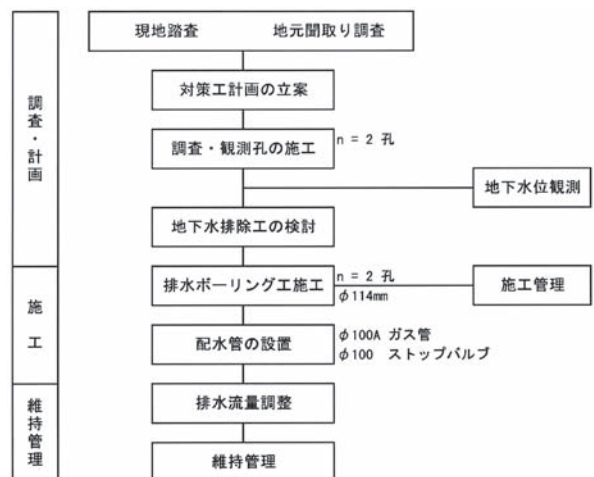 調査・計画
現地踏査　地元聞取り調査
対策工計画の立案
調査・観測孔の施工
n = 2 孔
地下水位観測
地下水排除工の検討
施工
排水ボーリング工施工
n = 2 孔
φ114mm
施工管理
配水管の設置
φ100A ガス管
φ100 ストップバルブ
維持管理
排水流量調整
維持管理